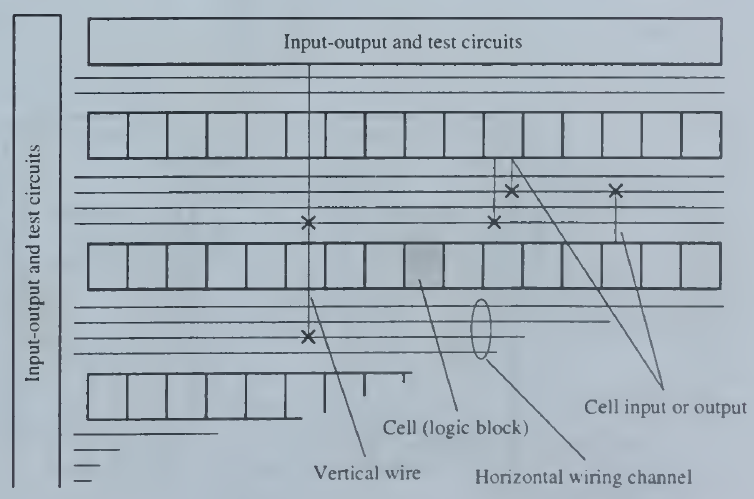 Input-output and test circuits
Input-output and test circuits
Cell input or output
Cell (logic block)
Vertical wire
Horizontal wiring channel